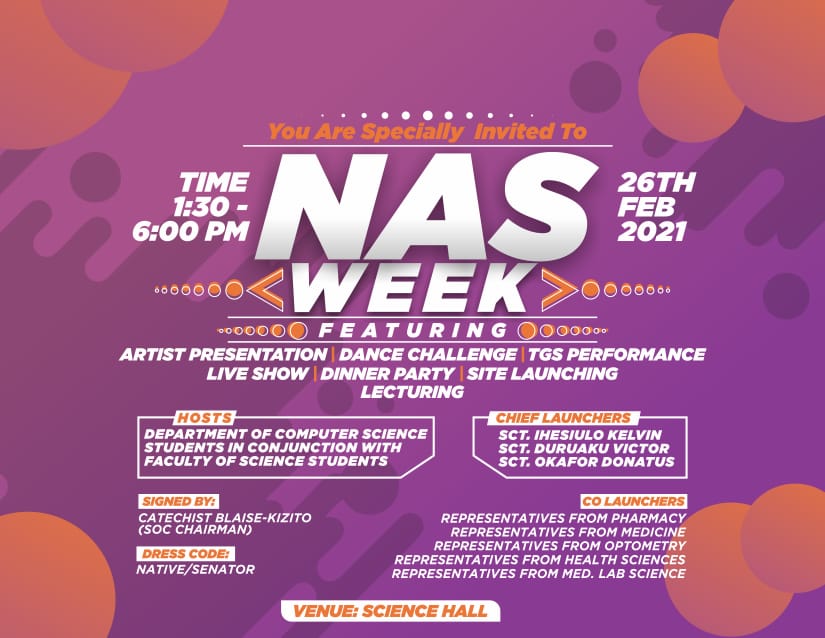 You Are Specially Invited To
TIME
1:30 -
6:00 PM
NAS
WEEK
26TH
FEB
2021
FEATURING
ARTIST PRESENTATION | DANCE CHALLENGE | TGS PERFORMANCE
LIVE SHOW | DINNER PARTY | SITE LAUNCHING
LECTURING
HOSTS
DEPARTMENT OF COMPUTER SCIENCE
STUDENTS IN CONJUNCTION WITH
FACULTY OF SCIENCE STUDENTS
CHIEF LAUNCHERS
SCT. IHESIULO KELVIN
SCT. DURUAKU VICTOR
SCT. OKAFOR DONATUS
SIGNED BY:
CATECHIST BLAISE-KIZITO
(SOC CHAIRMAN)
DRESS CODE:
NATIVE/SENATOR
CO LAUNCHERS
REPRESENTATIVES FROM PHARMACY
REPRESENTATIVES FROM MEDICINE
REPRESENTATIVES FROM OPTOMETRY
REPRESENTATIVES FROM HEALTH SCIENCES
REPRESENTATIVES FROM MED. LAB SCIENCE
VENUE: SCIENCE HALL